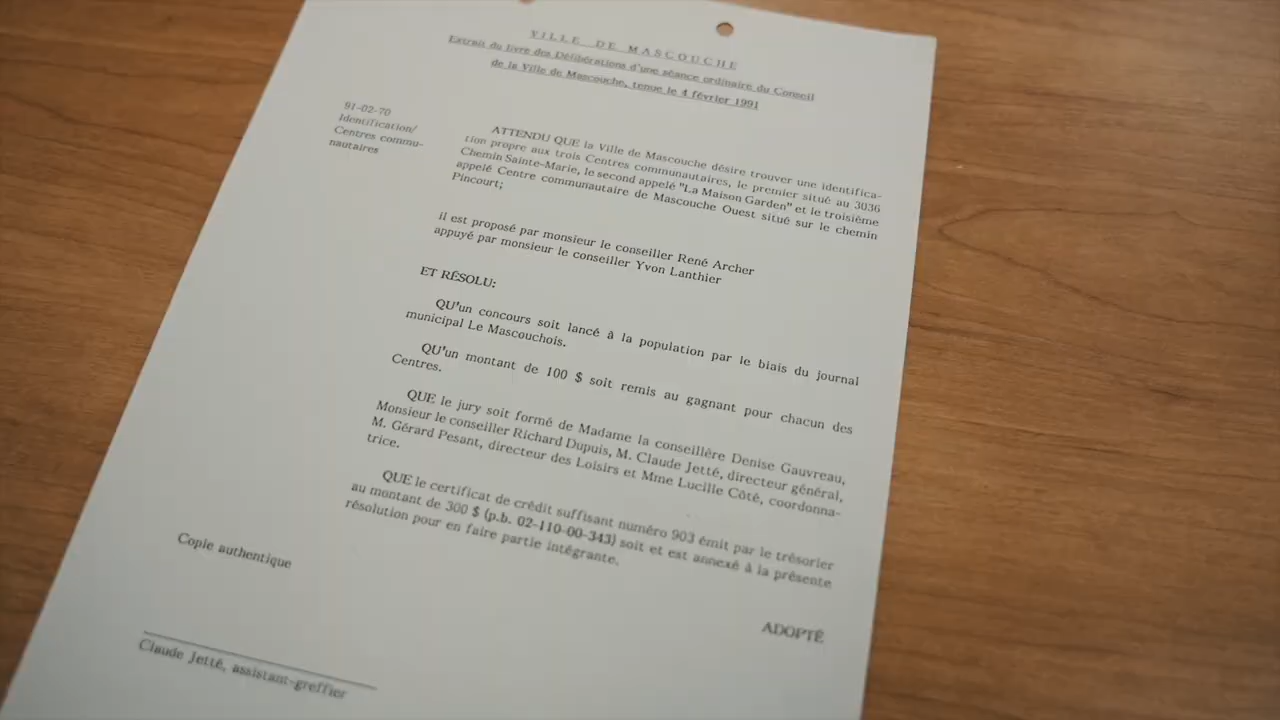 VILLE DE MASCOUCHE
Extrait du livre des Délibérations d'une séance ordinaire du Conseil
de la Ville de Mascouche, tenue le 4 février 1991
91-02-70
Identification/
Centres commu-
nautaires
ATTENDU QUE la Ville de Mascouche désire trouver une identifica-
tion propre aux trois Centres communautaires, le premier situé au 3036
Chemin Sainte-Marie, le second appelé "La Maison Garden" et le troisième
appelé Centre communautaire de Mascouche Ouest situé sur le chemin
Pincourt;
il est proposé par monsieur le conseiller René Archer
appuyé par monsieur le conseiller Yvon Lanthier
ET RÉSOLU:
QU'un concours soit lancé à la population par le biais du journal
municipal Le Mascouchois.
QU'un montant de 100 $ soit remis au gagnant pour chacun des
Centres.
QUE le jury soit formé de Madame la conseillère Denise Gauvreau,
Monsieur le conseiller Richard Dupuis, M. Claude Jetté, directeur général,
M. Gérard Pesant, directeur des Loisirs et Mme Lucille Côté, coordonna-
trice.
QUE le certificat de crédit suffisant numéro 903 émit par le trésorier
au montant de 300 $ (p.b. 02-110-00-343) soit et est annexé à la présente
résolution pour en faire partie intégrante.
ADOPTÉ
Copie authentique
Claude Jetté, assistant-greffier